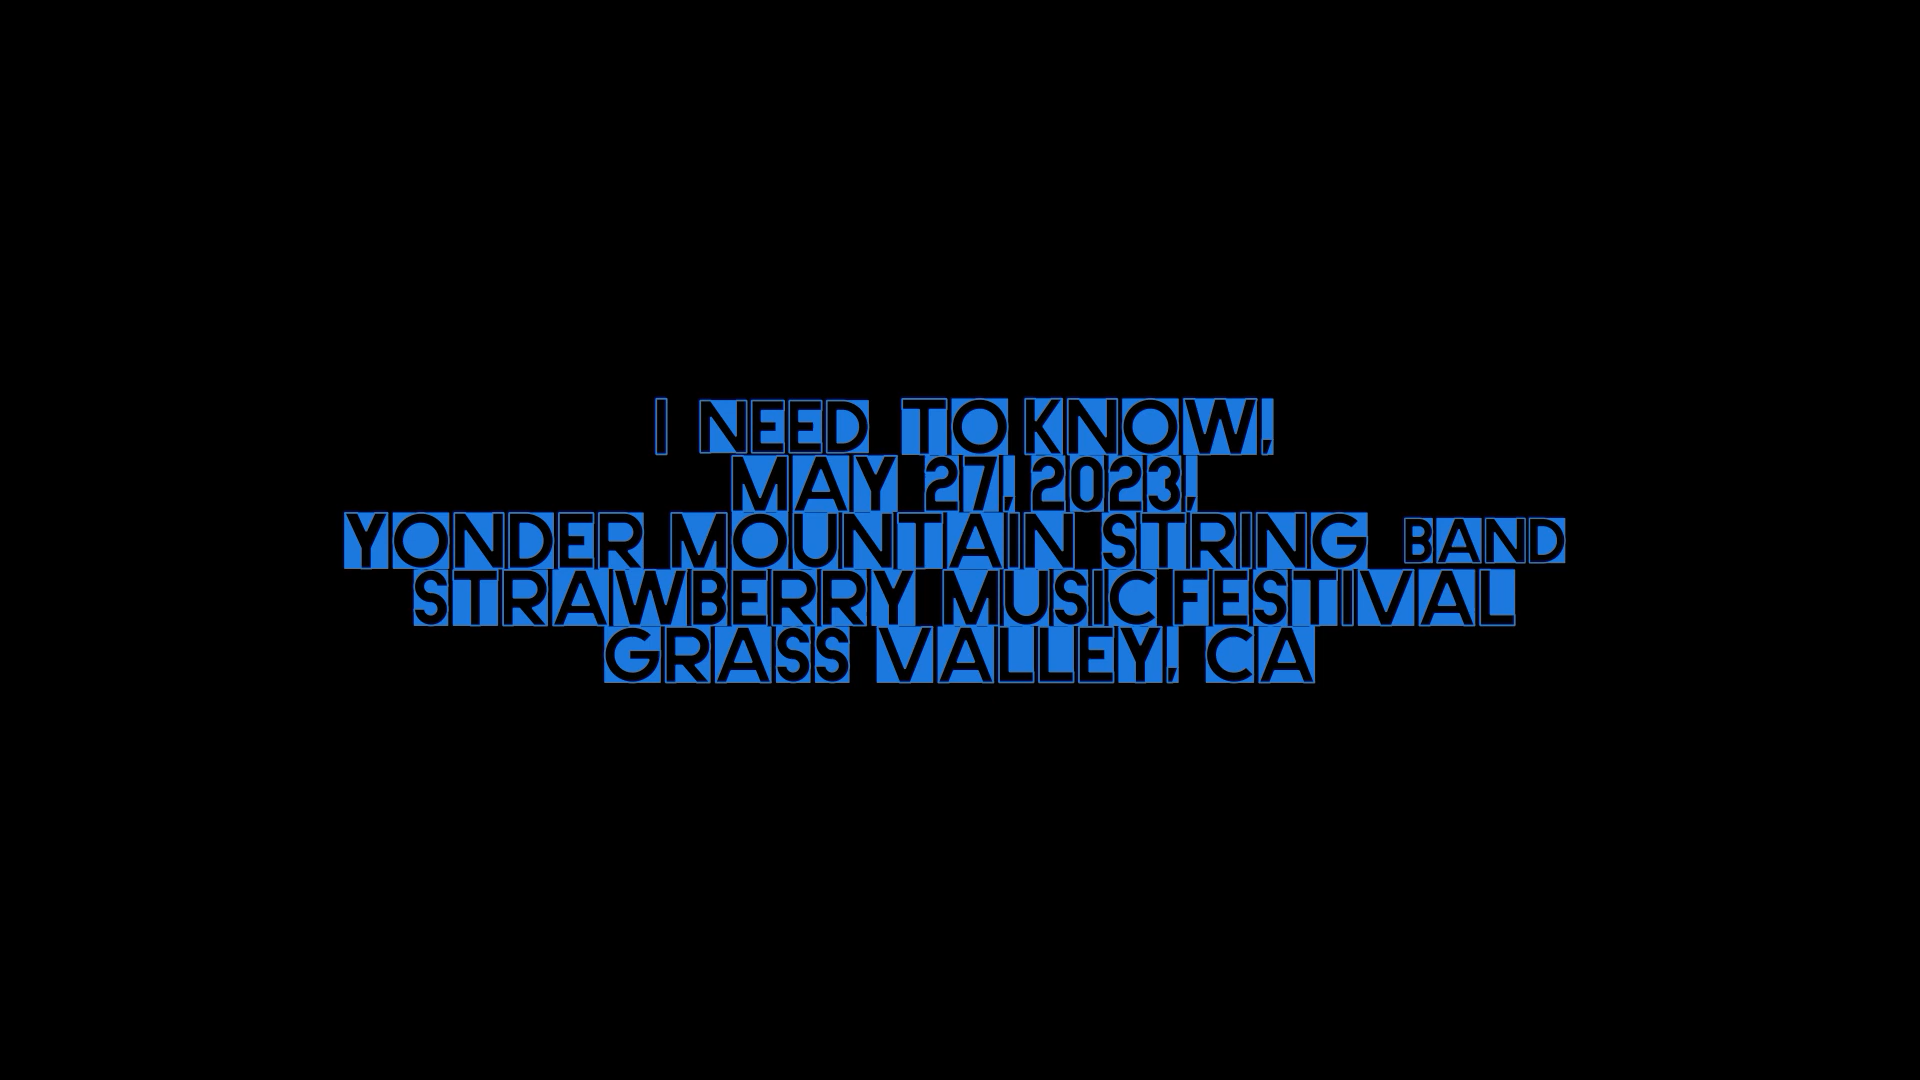 I NEED TO KNOW,
MAY 27, 2023,
YONDER MOUNTAIN STRING BAND
STRAWBERRY MUSIC FESTIVAL
GRASS VALLEY, CA